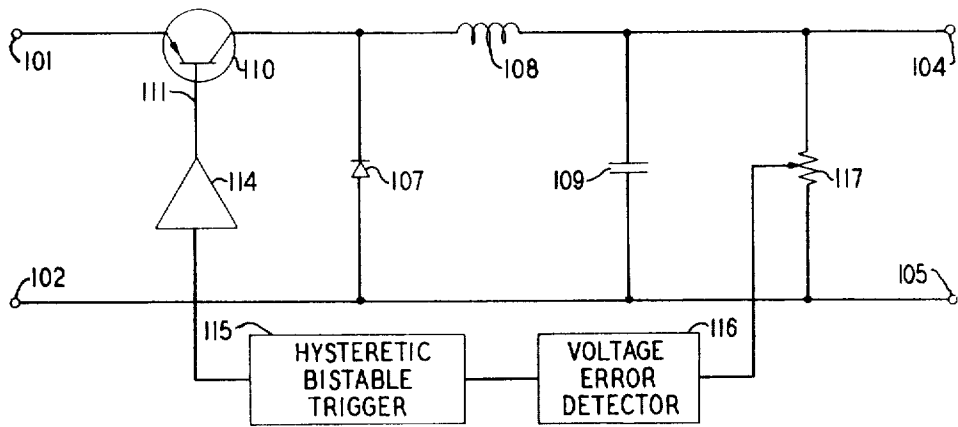 101
110
108
104
111
114
107
109
117
102
105
115
116
HYSTERETIC
BISTABLE
TRIGGER
VOLTAGE
ERROR
DETECTOR